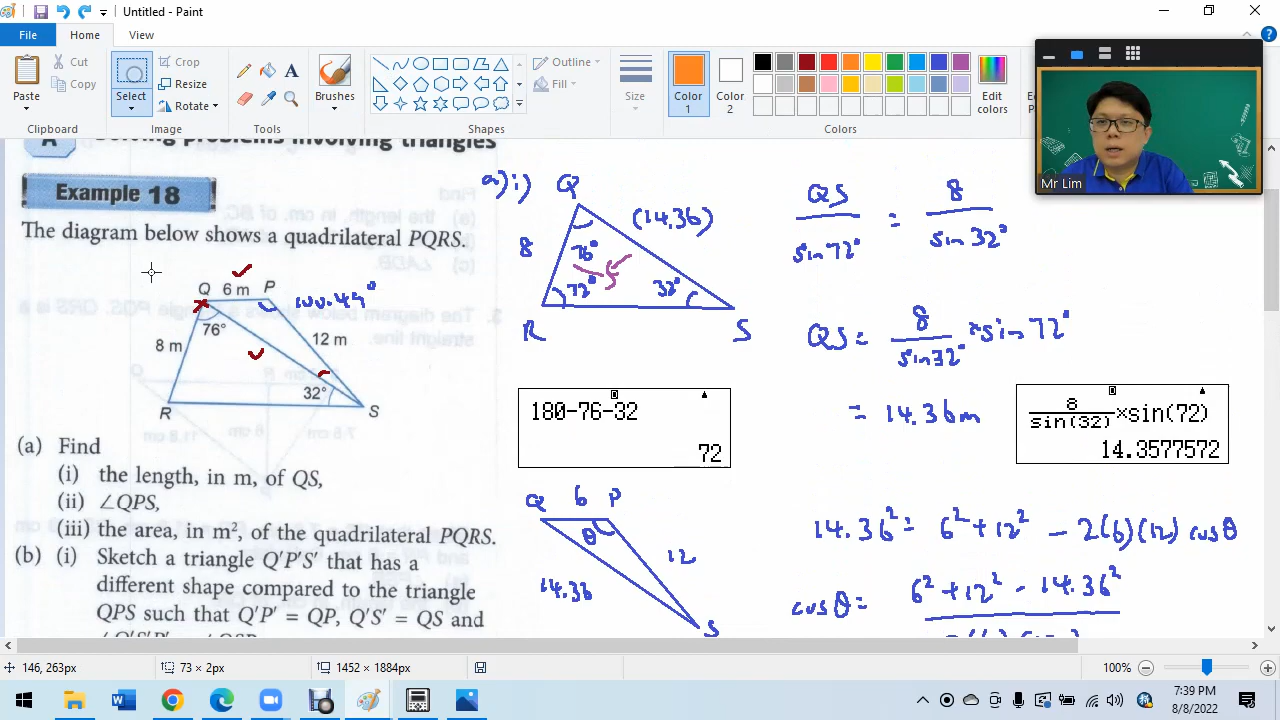 Untitled - Paint
File Home View
Paste Cut Copy
Clipboard
Select Crop Resize Rotate
Image
Tools
Brushes
Shapes
Outline
Fill
Size
Color 1
Color 2
Edit colors
Colors
Mr Lim
A Solving problems involving triangles
Example 18
The diagram below shows a quadrilateral PQRS.
Q 6 m P 100.49°
76°
8 m 12 m
32°
R S
(a) Find
(i) the length, in m, of QS,
(ii) ∠QPS,
(iii) the area, in m², of the quadrilateral PQRS.
(b) (i) Sketch a triangle Q'P'S' that has a
different shape compared to the triangle
QPS such that Q'P' = QP, Q'S' = QS and
a) i) Q
(14.36)
8 76°
72° 32°
R S
QS / sin 72° = 8 / sin 32°
QS = 8 / sin 32° × sin 72°
= 14.36 m
180-76-32
72
8 / sin(32) ×sin(72)
14.3577572
Q 6 P
θ
12
14.36
S
14.36² = 6² + 12² - 2(6)(12) cos θ
cos θ = 6² + 12² - 14.36²
146, 263px
73 × 2px
1452 × 1884px
100%
7:39 PM
8/8/2022